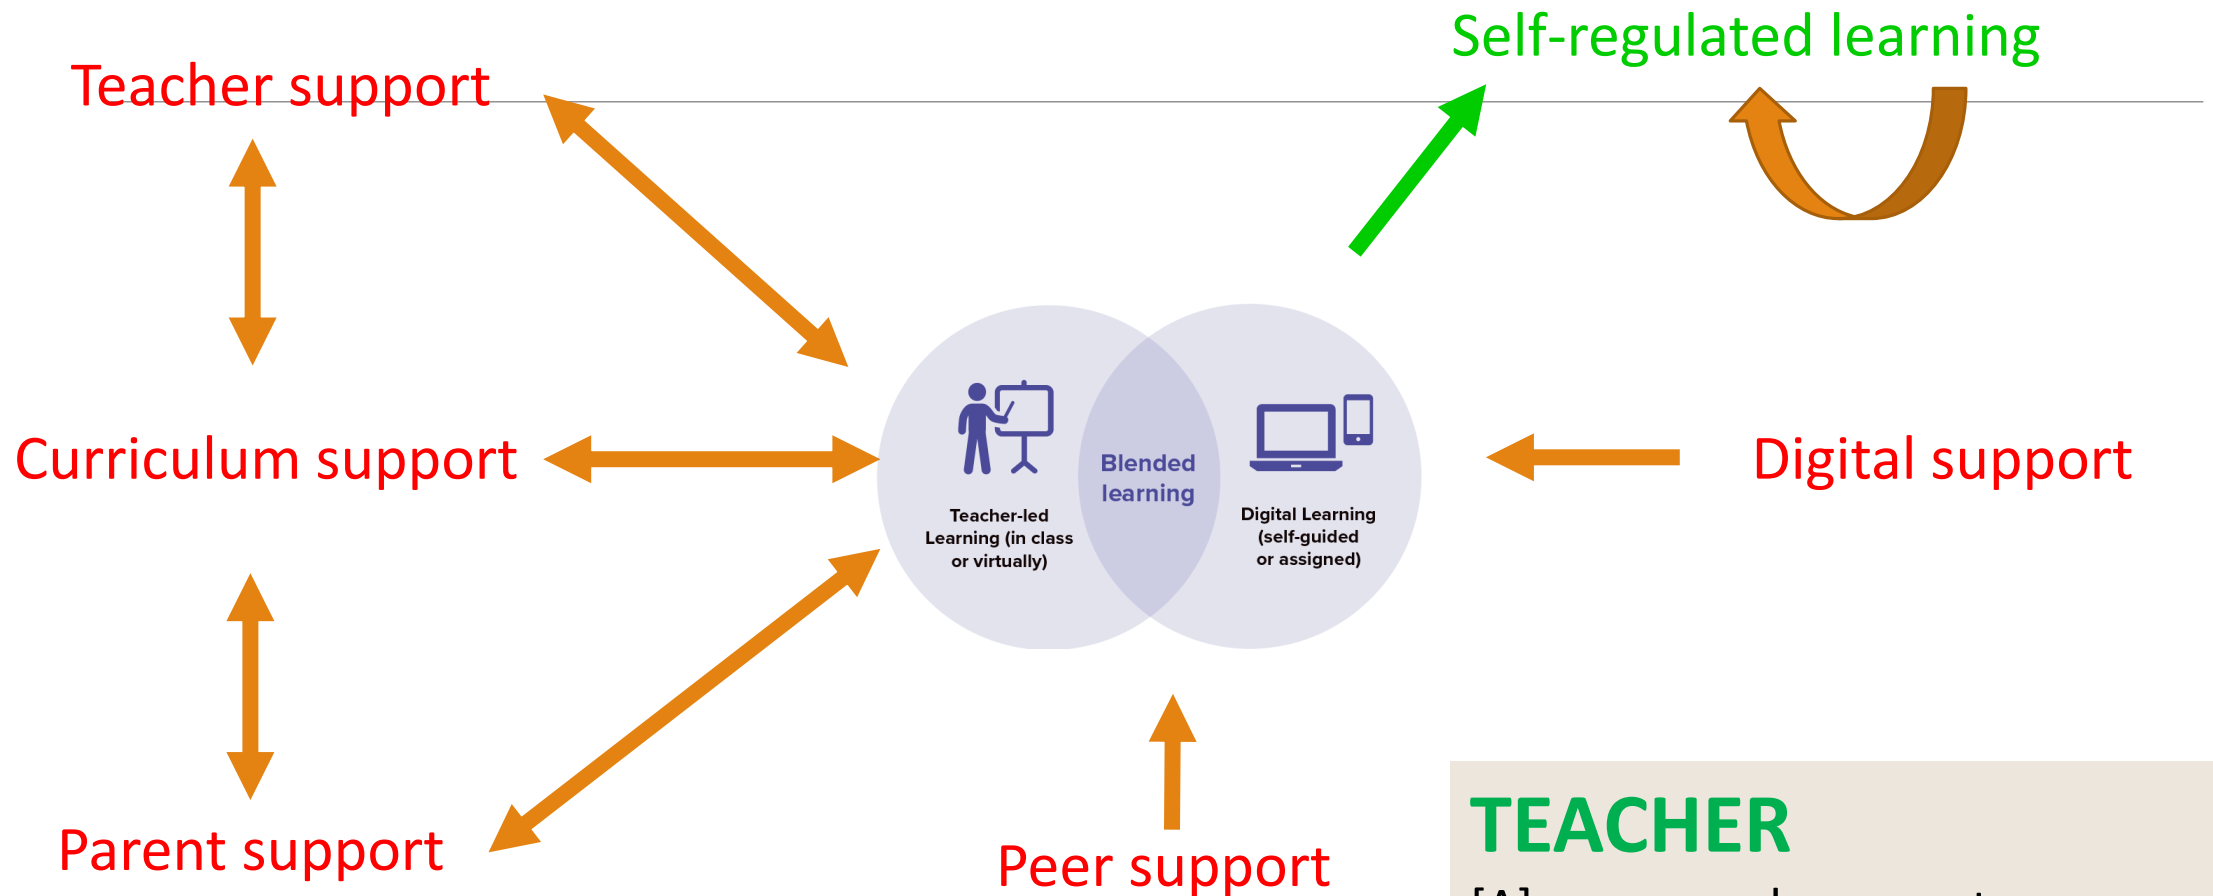 Self-regulated learning
Teacher support
Curriculum support
Teacher-led
Learning (in class
or virtually)
Blended
learning
Digital Learning
(self-guided
or assigned)
Digital support
Parent support
Peer support
TEACHER